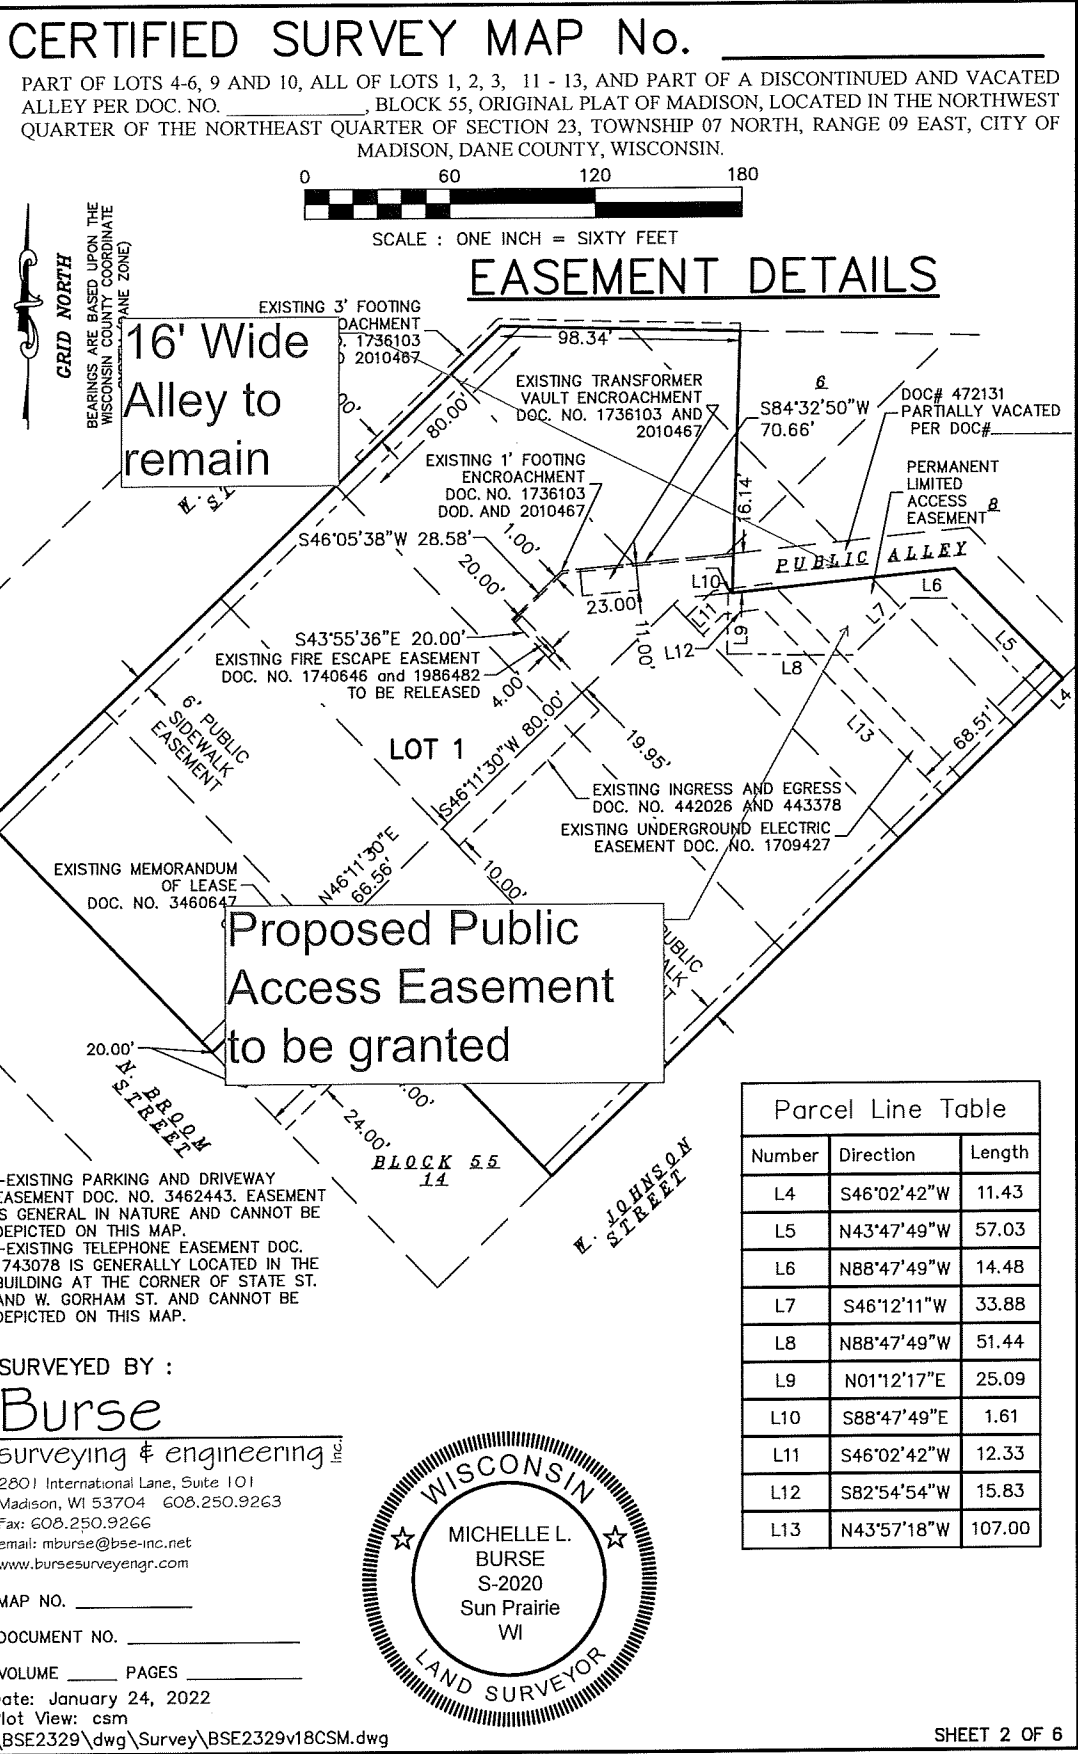 CERTIFIED SURVEY MAP No.
PART OF LOTS 4-6, 9 AND 10, ALL OF LOTS 1, 2, 3, 11 - 13, AND PART OF A DISCONTINUED AND VACATED
ALLEY PER DOC. NO. , BLOCK 55, ORIGINAL PLAT OF MADISON, LOCATED IN THE NORTHWEST
QUARTER OF THE NORTHEAST QUARTER OF SECTION 23, TOWNSHIP 07 NORTH, RANGE 09 EAST, CITY OF
MADISON, DANE COUNTY, WISCONSIN.
0 60 120 180
SCALE : ONE INCH = SIXTY FEET
GRID NORTH
BEARINGS ARE BASED UPON THE
WISCONSIN COUNTY COORDINATE
ANE ZONE)
EASEMENT DETAILS
EXISTING 3' FOOTING
OACHMENT
. 1736103
2010467
16' Wide
Alley to
remain
98.34'
80.00'
00'
EXISTING TRANSFORMER
VAULT ENCROACHMENT
DOC. NO. 1736103 AND
2010467
6
S84°32'50"W
70.66'
DOC# 472131
PARTIALLY VACATED
PER DOC#
PERMANENT
LIMITED
ACCESS
EASEMENT
8
W.
ST
EXISTING 1' FOOTING
ENCROACHMENT
DOC. NO. 1736103
DOD. AND 2010467
S46°05'38"W 28.58'
1.00'
20.00'
16.14'
PUBLIC ALLEY
23.00'
11.00'
L10
L11
L12
L9
L8
L7
L6
L5
L4
L13
68.51'
S43°55'36"E 20.00'
EXISTING FIRE ESCAPE EASEMENT
DOC. NO. 1740646 and 1986482
TO BE RELEASED
4.00'
6' PUBLIC
SIDEWALK
EASEMENT
LOT 1
S46°11'30"W 80.00'
19.95'
EXISTING INGRESS AND EGRESS
DOC. NO. 442026 AND 443378
EXISTING UNDERGROUND ELECTRIC
EASEMENT DOC. NO. 1709427
N46°11'30"E
66.56'
10.00'
EXISTING MEMORANDUM
OF LEASE
DOC. NO. 3460647
Proposed Public
Access Easement
to be granted
PUBLIC
ALK
T
20.00'
N. BROOM
STREET
24.00'
.00'
BLOCK 55
14
W. JOHNSON
STREET
-EXISTING PARKING AND DRIVEWAY
EASEMENT DOC. NO. 3462443. EASEMENT
IS GENERAL IN NATURE AND CANNOT BE
DEPICTED ON THIS MAP.
-EXISTING TELEPHONE EASEMENT DOC.
1743078 IS GENERALLY LOCATED IN THE
BUILDING AT THE CORNER OF STATE ST.
AND W. GORHAM ST. AND CANNOT BE
DEPICTED ON THIS MAP.
Parcel Line Table
Number Direction Length
L4 S46°02'42"W 11.43
L5 N43°47'49"W 57.03
L6 N88°47'49"W 14.48
L7 S46°12'11"W 33.88
L8 N88°47'49"W 51.44
L9 N01°12'17"E 25.09
L10 S88°47'49"E 1.61
L11 S46°02'42"W 12.33
L12 S82°54'54"W 15.83
L13 N43°57'18"W 107.00
SURVEYED BY :
Burse
surveying & engineering inc.
2801 International Lane, Suite 101
Madison, WI 53704 608.250.9263
Fax: 608.250.9266
email: mburse@bse-inc.net
www.bursesurveyengr.com
MAP NO.
DOCUMENT NO.
VOLUME PAGES
ate: January 24, 2022
lot View: csm
\BSE2329\dwg\Survey\BSE2329v18CSM.dwg
WISCONSIN
MICHELLE L.
BURSE
S-2020
Sun Prairie
WI
LAND SURVEYOR
SHEET 2 OF 6